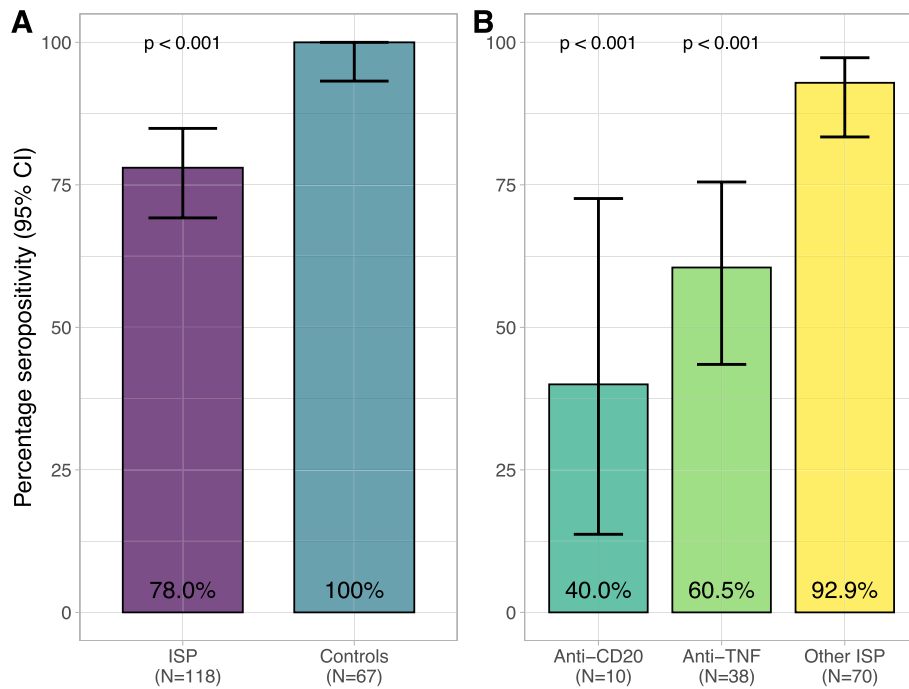 A
B
Percentage seropositivity (95% CI)
100
75
50
25
0
p < 0.001
78.0%
100%
ISP
(N=118)
Controls
(N=67)
100
75
50
25
0
p < 0.001
p < 0.001
40.0%
60.5%
92.9%
Anti−CD20
(N=10)
Anti−TNF
(N=38)
Other ISP
(N=70)